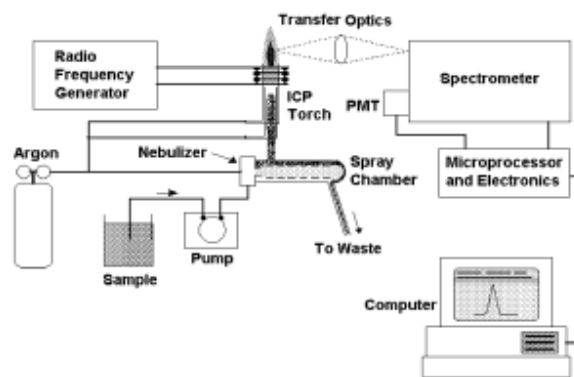 Transfer Optics
Radio
Frequency
Generator
Spectrometer
ICP
Torch
PMT
Argon
Nebulizer
Spray
Chamber
Microprocessor
and Electronics
To Waste
Pump
Sample
Computer